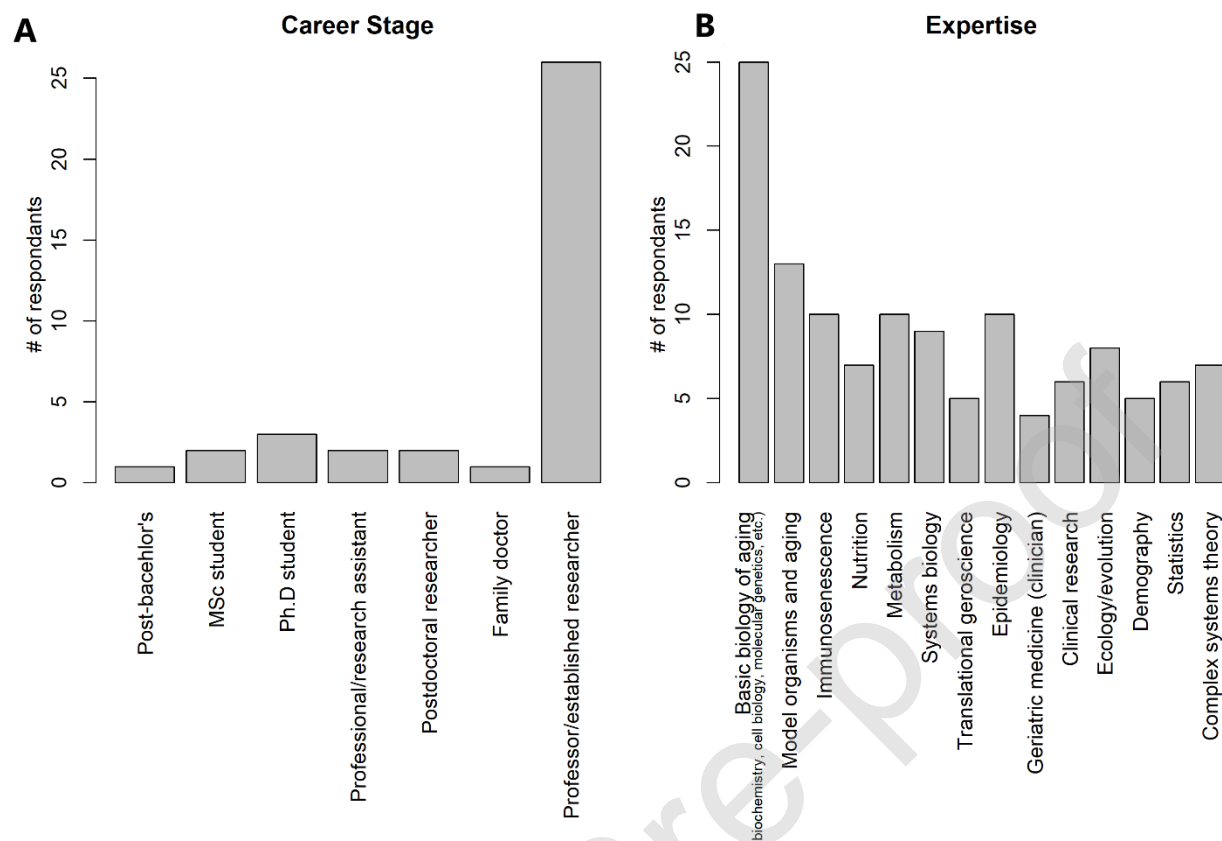 A
Career Stage
# of respondants
0
5
10
15
20
25
Post-bacehlor's
MSc student
Ph.D student
Professional/research assistant
Postdoctoral researcher
Family doctor
Professor/established researcher
B
Expertise
# of respondants
0
5
10
15
20
25
Basic biology of aging
biochemistry, cell biology, molecular genetics, etc.)
Model organisms and aging
Immunosenescence
Nutrition
Metabolism
Systems biology
Translational geroscience
Epidemiology
Geriatric medicine (clinician)
Clinical research
Ecology/evolution
Demography
Statistics
Complex systems theory
re-proof